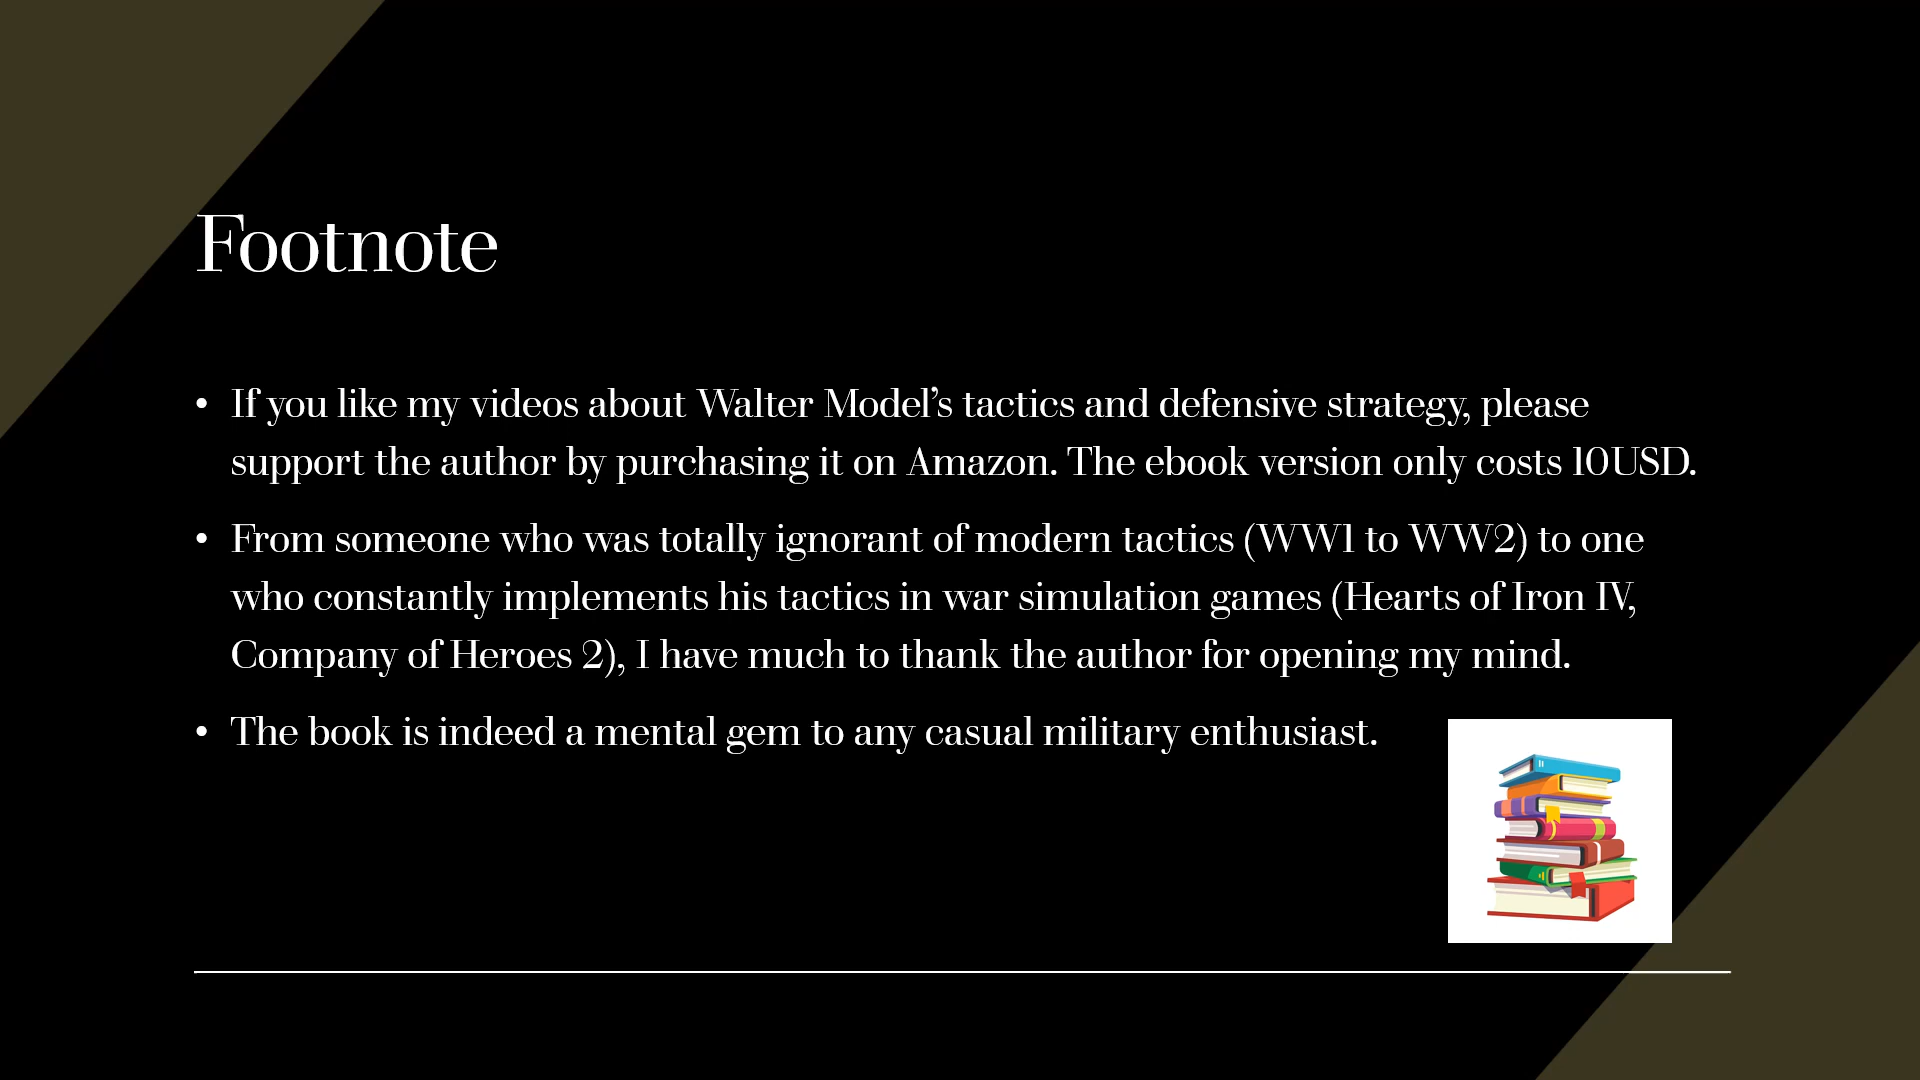 Footnote
• If you like my videos about Walter Model’s tactics and defensive strategy, please
support the author by purchasing it on Amazon. The ebook version only costs 10USD.
• From someone who was totally ignorant of modern tactics (WW1 to WW2) to one
who constantly implements his tactics in war simulation games (Hearts of Iron IV,
Company of Heroes 2), I have much to thank the author for opening my mind.
• The book is indeed a mental gem to any casual military enthusiast.